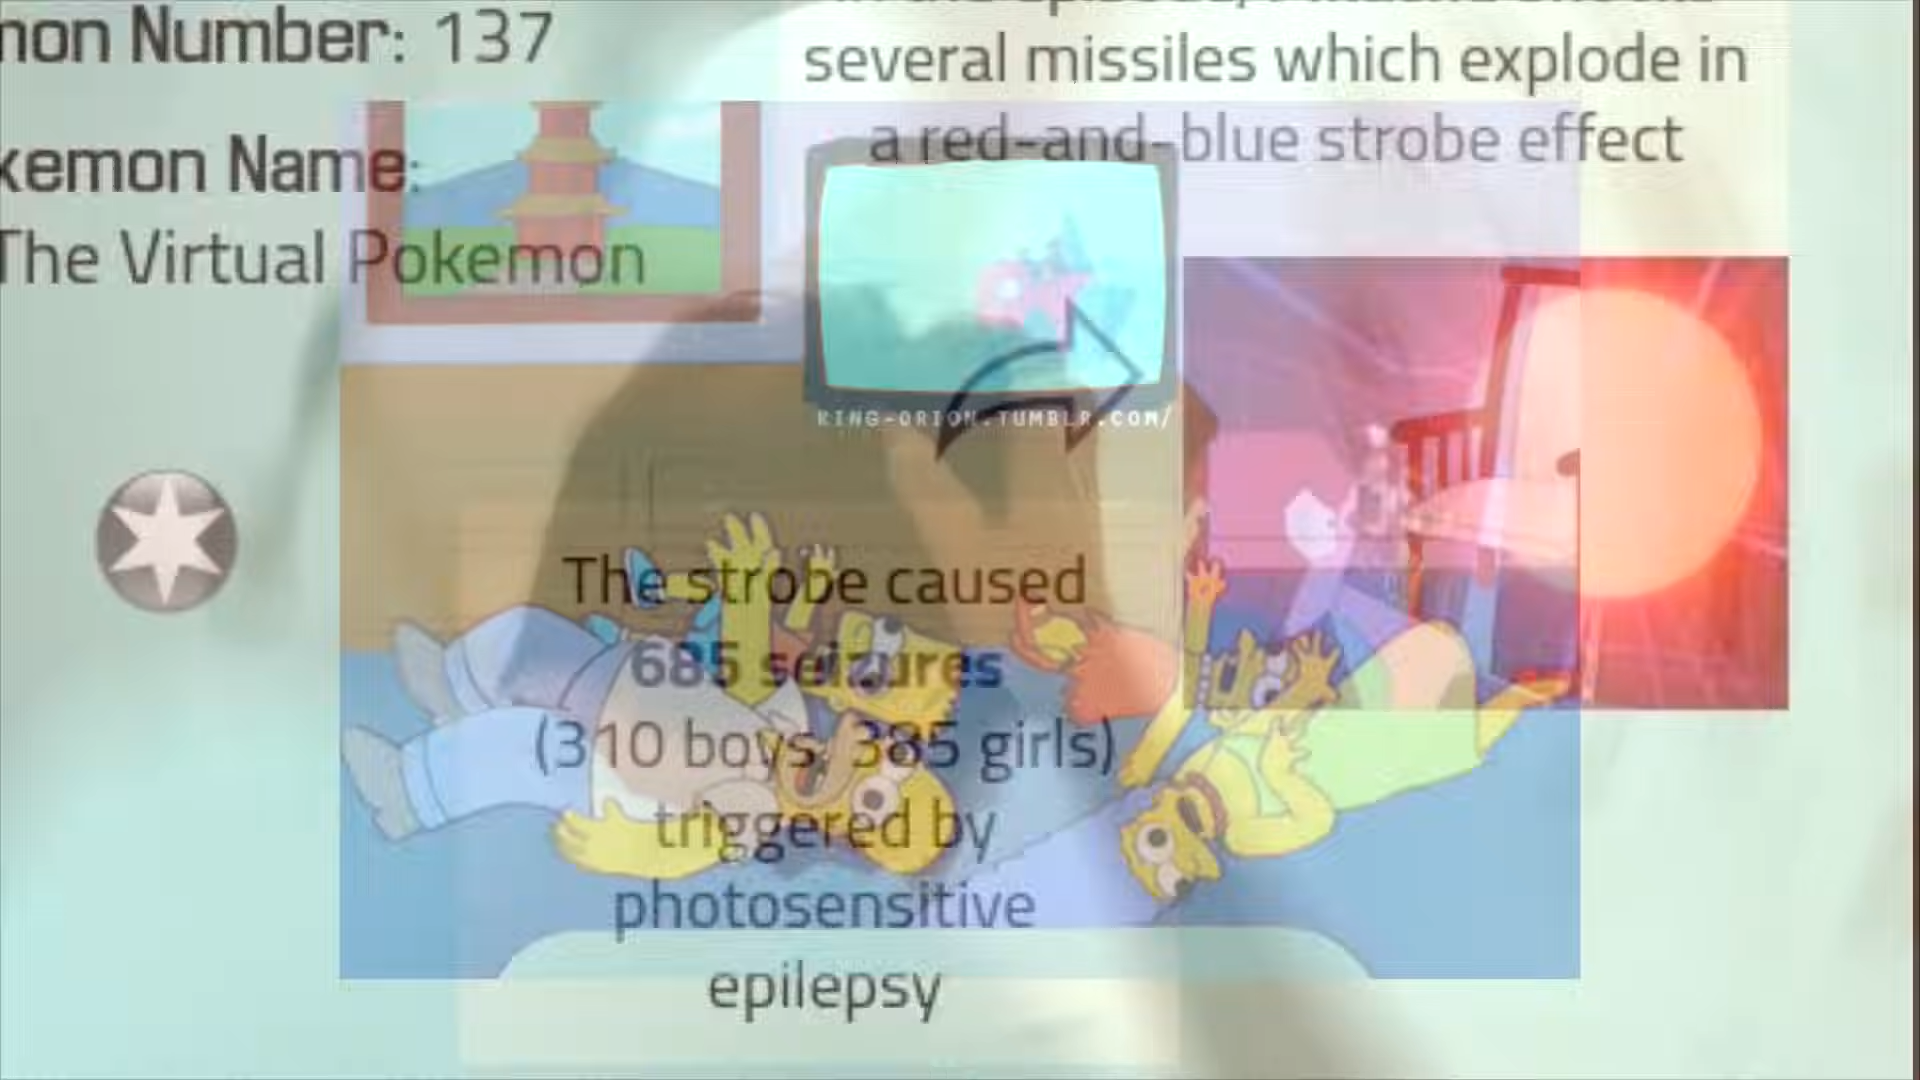 mon Number: 137
kemon Name:
The Virtual Pokemon
several missiles which explode in
a red-and-blue strobe effect
KING-ORION.TUMBLR.COM/
The strobe caused
685 seizures
(310 boys, 385 girls)
triggered by
photosensitive
epilepsy